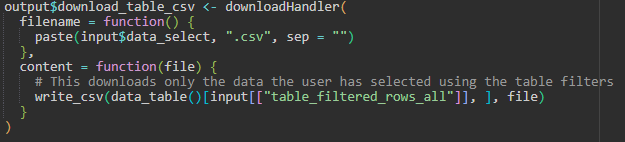 output$download_table_csv <- downloadHandler(
  filename = function() {
    paste(input$data_select, ".csv", sep = "")
  },
  content = function(file) {
    # This downloads only the data the user has selected using the table filters
    write_csv(data_table()[input[["table_filtered_rows_all"]], ], file)
  }
)